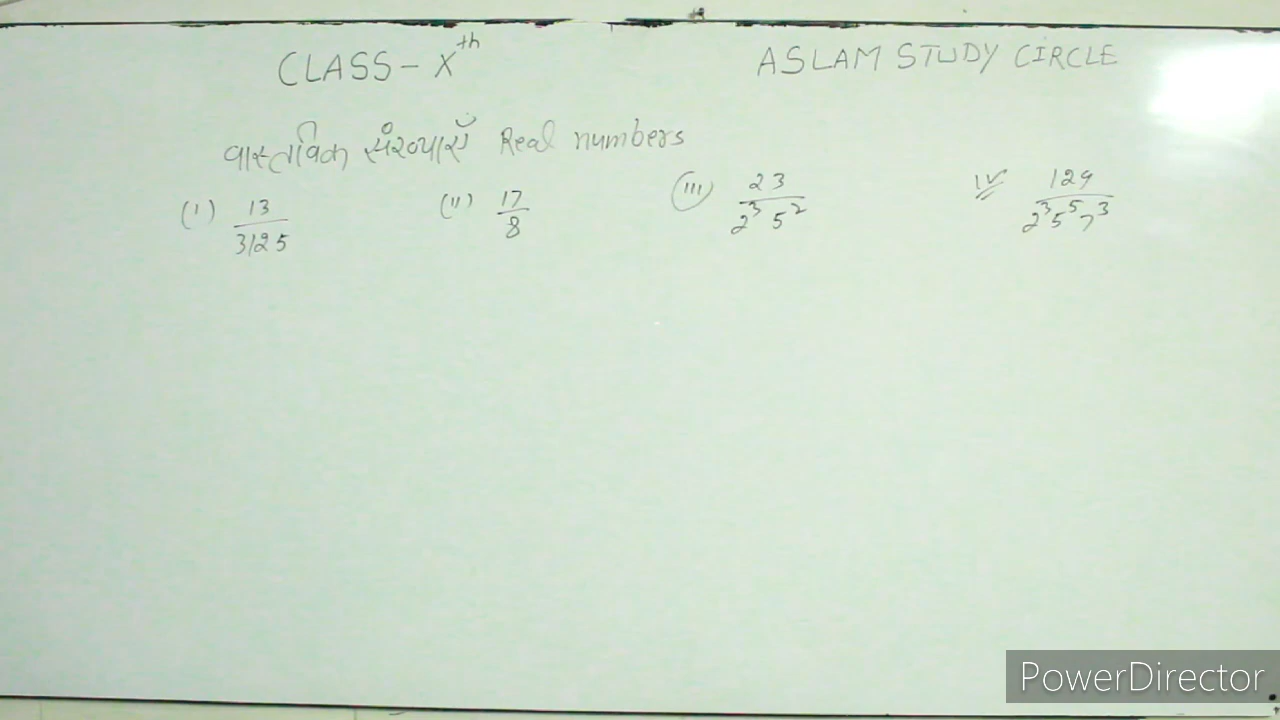 CLASS - Xth ASLAM STUDY CIRCLE
वास्तविक संख्याएँ Real numbers
(i) 13/3125 (ii) 17/8 (iii) 23/2³5² iv 129/2³5⁵7³
PowerDirector